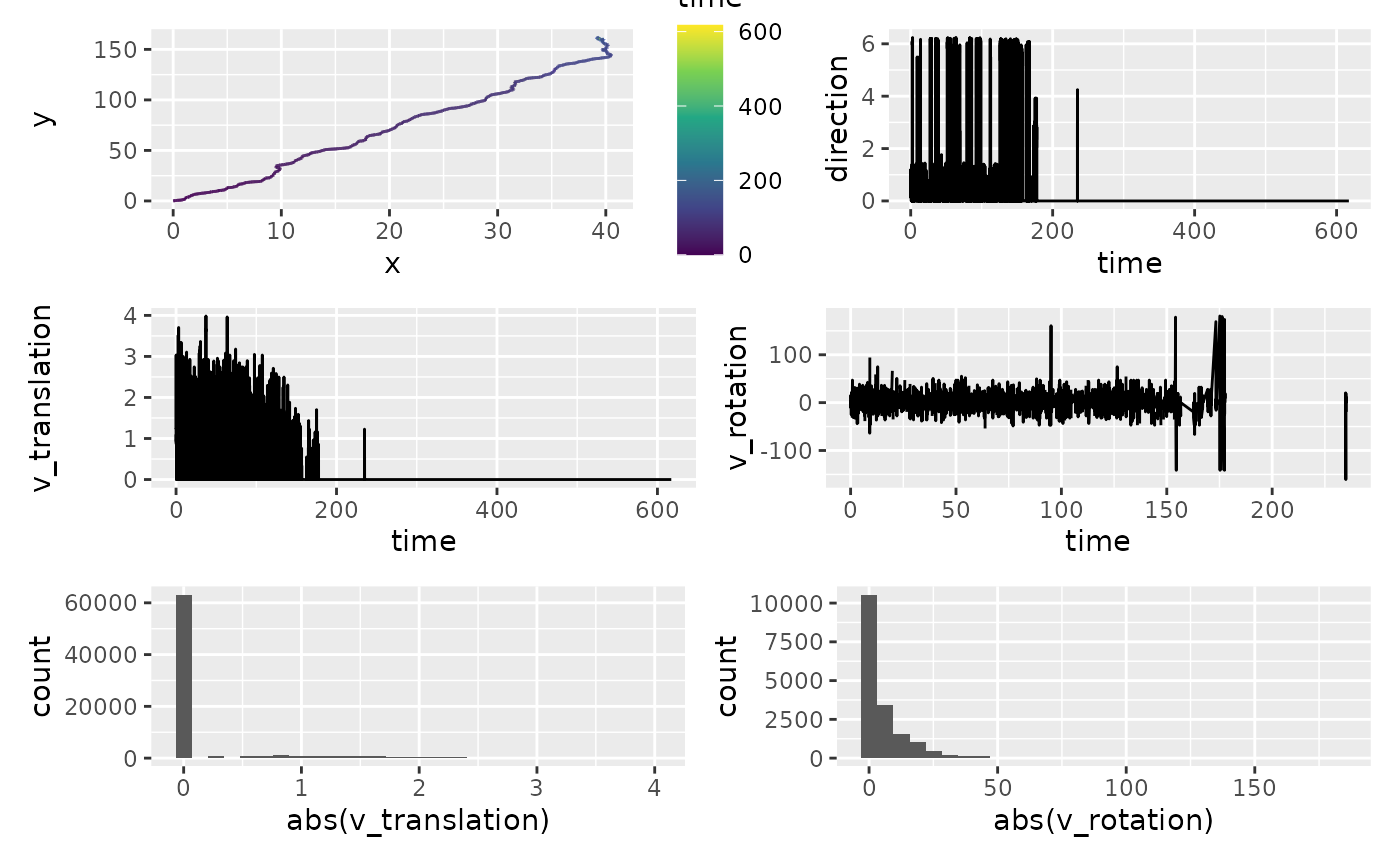 time
y
150
100
50
0
0 10 20 30 40
x
600
400
200
0
direction
6
4
2
0
0 200 400 600
time
v_translation
4
3
2
1
0
0 200 400 600
time
v_rotation
100
0
-100
0 50 100 150 200
time
count
60000
40000
20000
0
0 1 2 3 4
abs(v_translation)
count
10000
7500
5000
2500
0
0 50 100 150
abs(v_rotation)